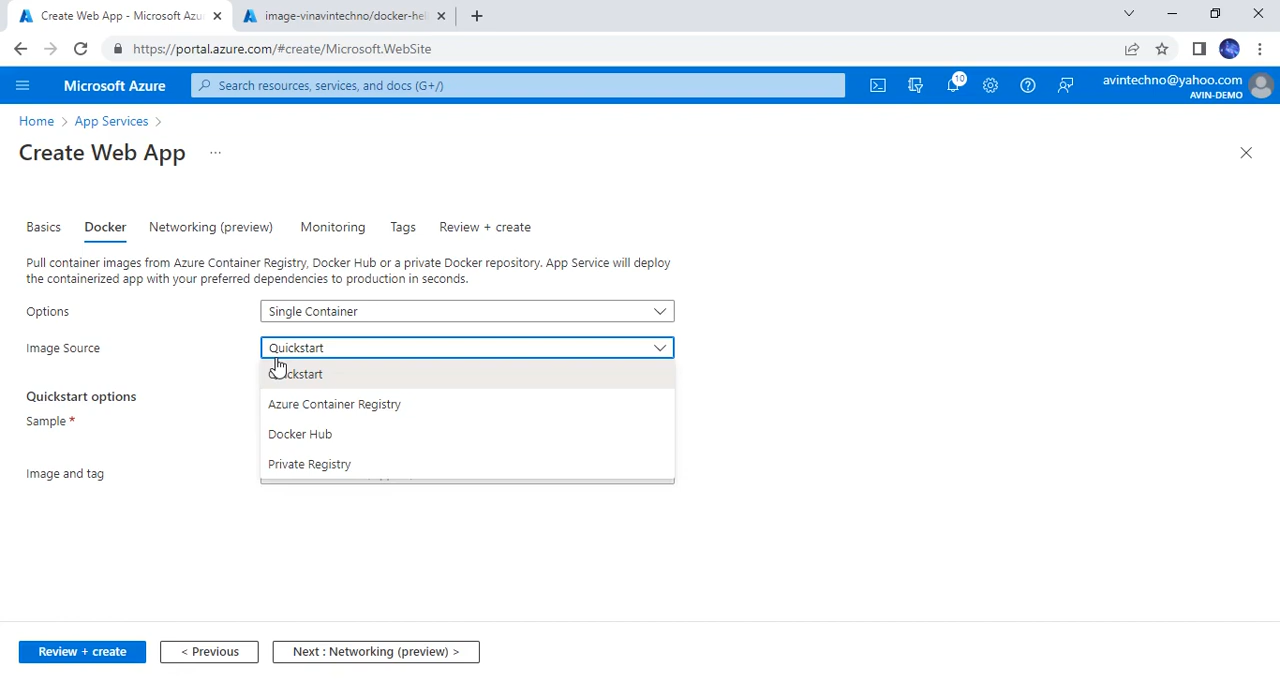 Create Web App - Microsoft Azu
image-vinavintechno/docker-hel
https://portal.azure.com/#create/Microsoft.WebSite
Microsoft Azure
Search resources, services, and docs (G+/)
10
avintechno@yahoo.com
AVIN-DEMO
Home > App Services >
Create Web App ...
Basics Docker Networking (preview) Monitoring Tags Review + create
Pull container images from Azure Container Registry, Docker Hub or a private Docker repository. App Service will deploy
the containerized app with your preferred dependencies to production in seconds.
Options Single Container
Image Source Quickstart
Quickstart
Azure Container Registry
Docker Hub
Private Registry
Quickstart options
Sample *
Image and tag
Review + create < Previous Next : Networking (preview) >